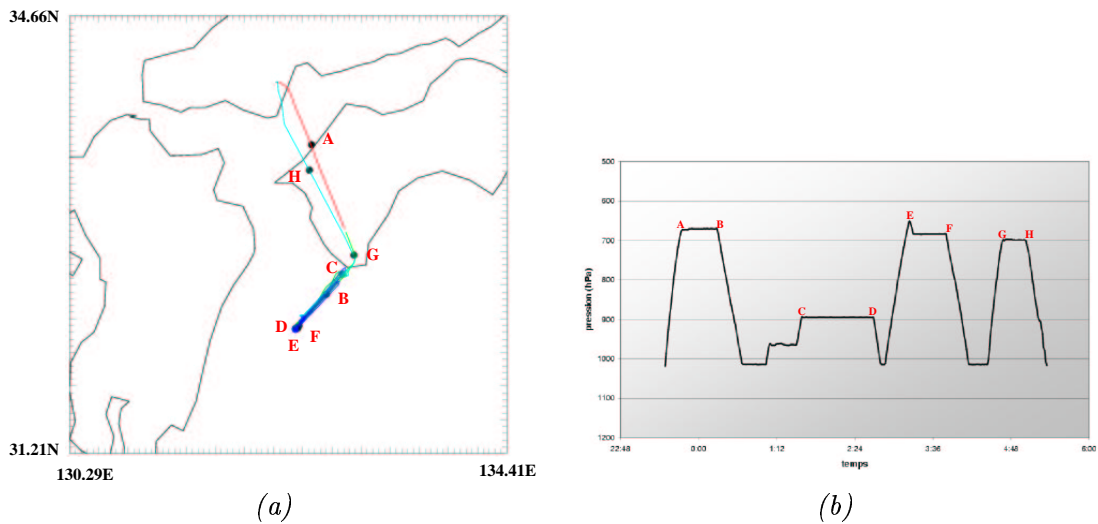 34.66N
A
H
G
C
B
D
F
E
31.21N
130.29E
134.41E
(a)
500
600
700
800
900
1000
1100
1200
pression (hPa)
A
B
C
D
E
F
G
H
22:48
0:00
1:12
2:24
3:36
4:48
6:00
temps
(b)